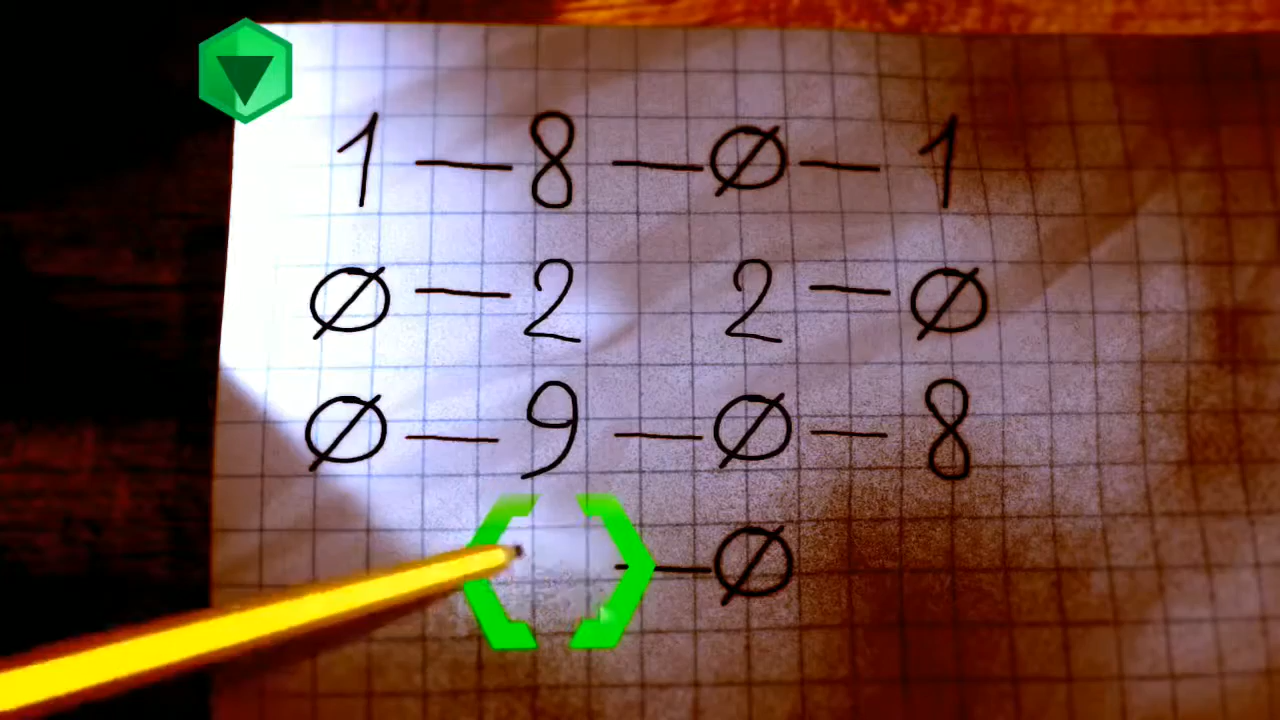 1 — 8 — Ø — 1
Ø — 2 2 — Ø
Ø — 9 — Ø — 8
— Ø